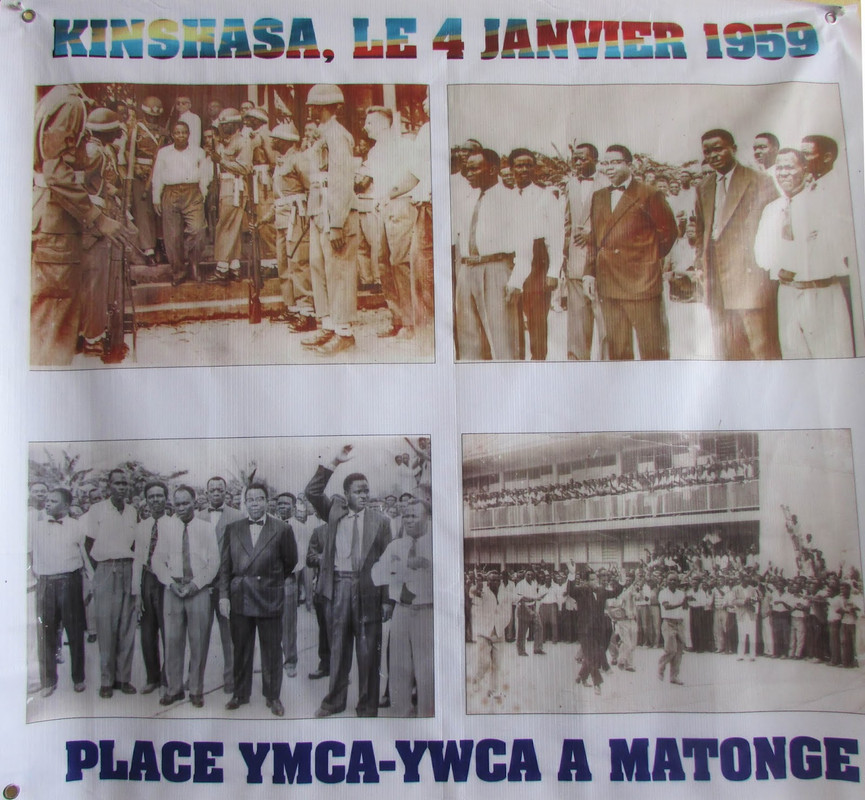 KINSHASA, LE 4 JANVIER 1959
PLACE YMCA-YWCA A MATONGE